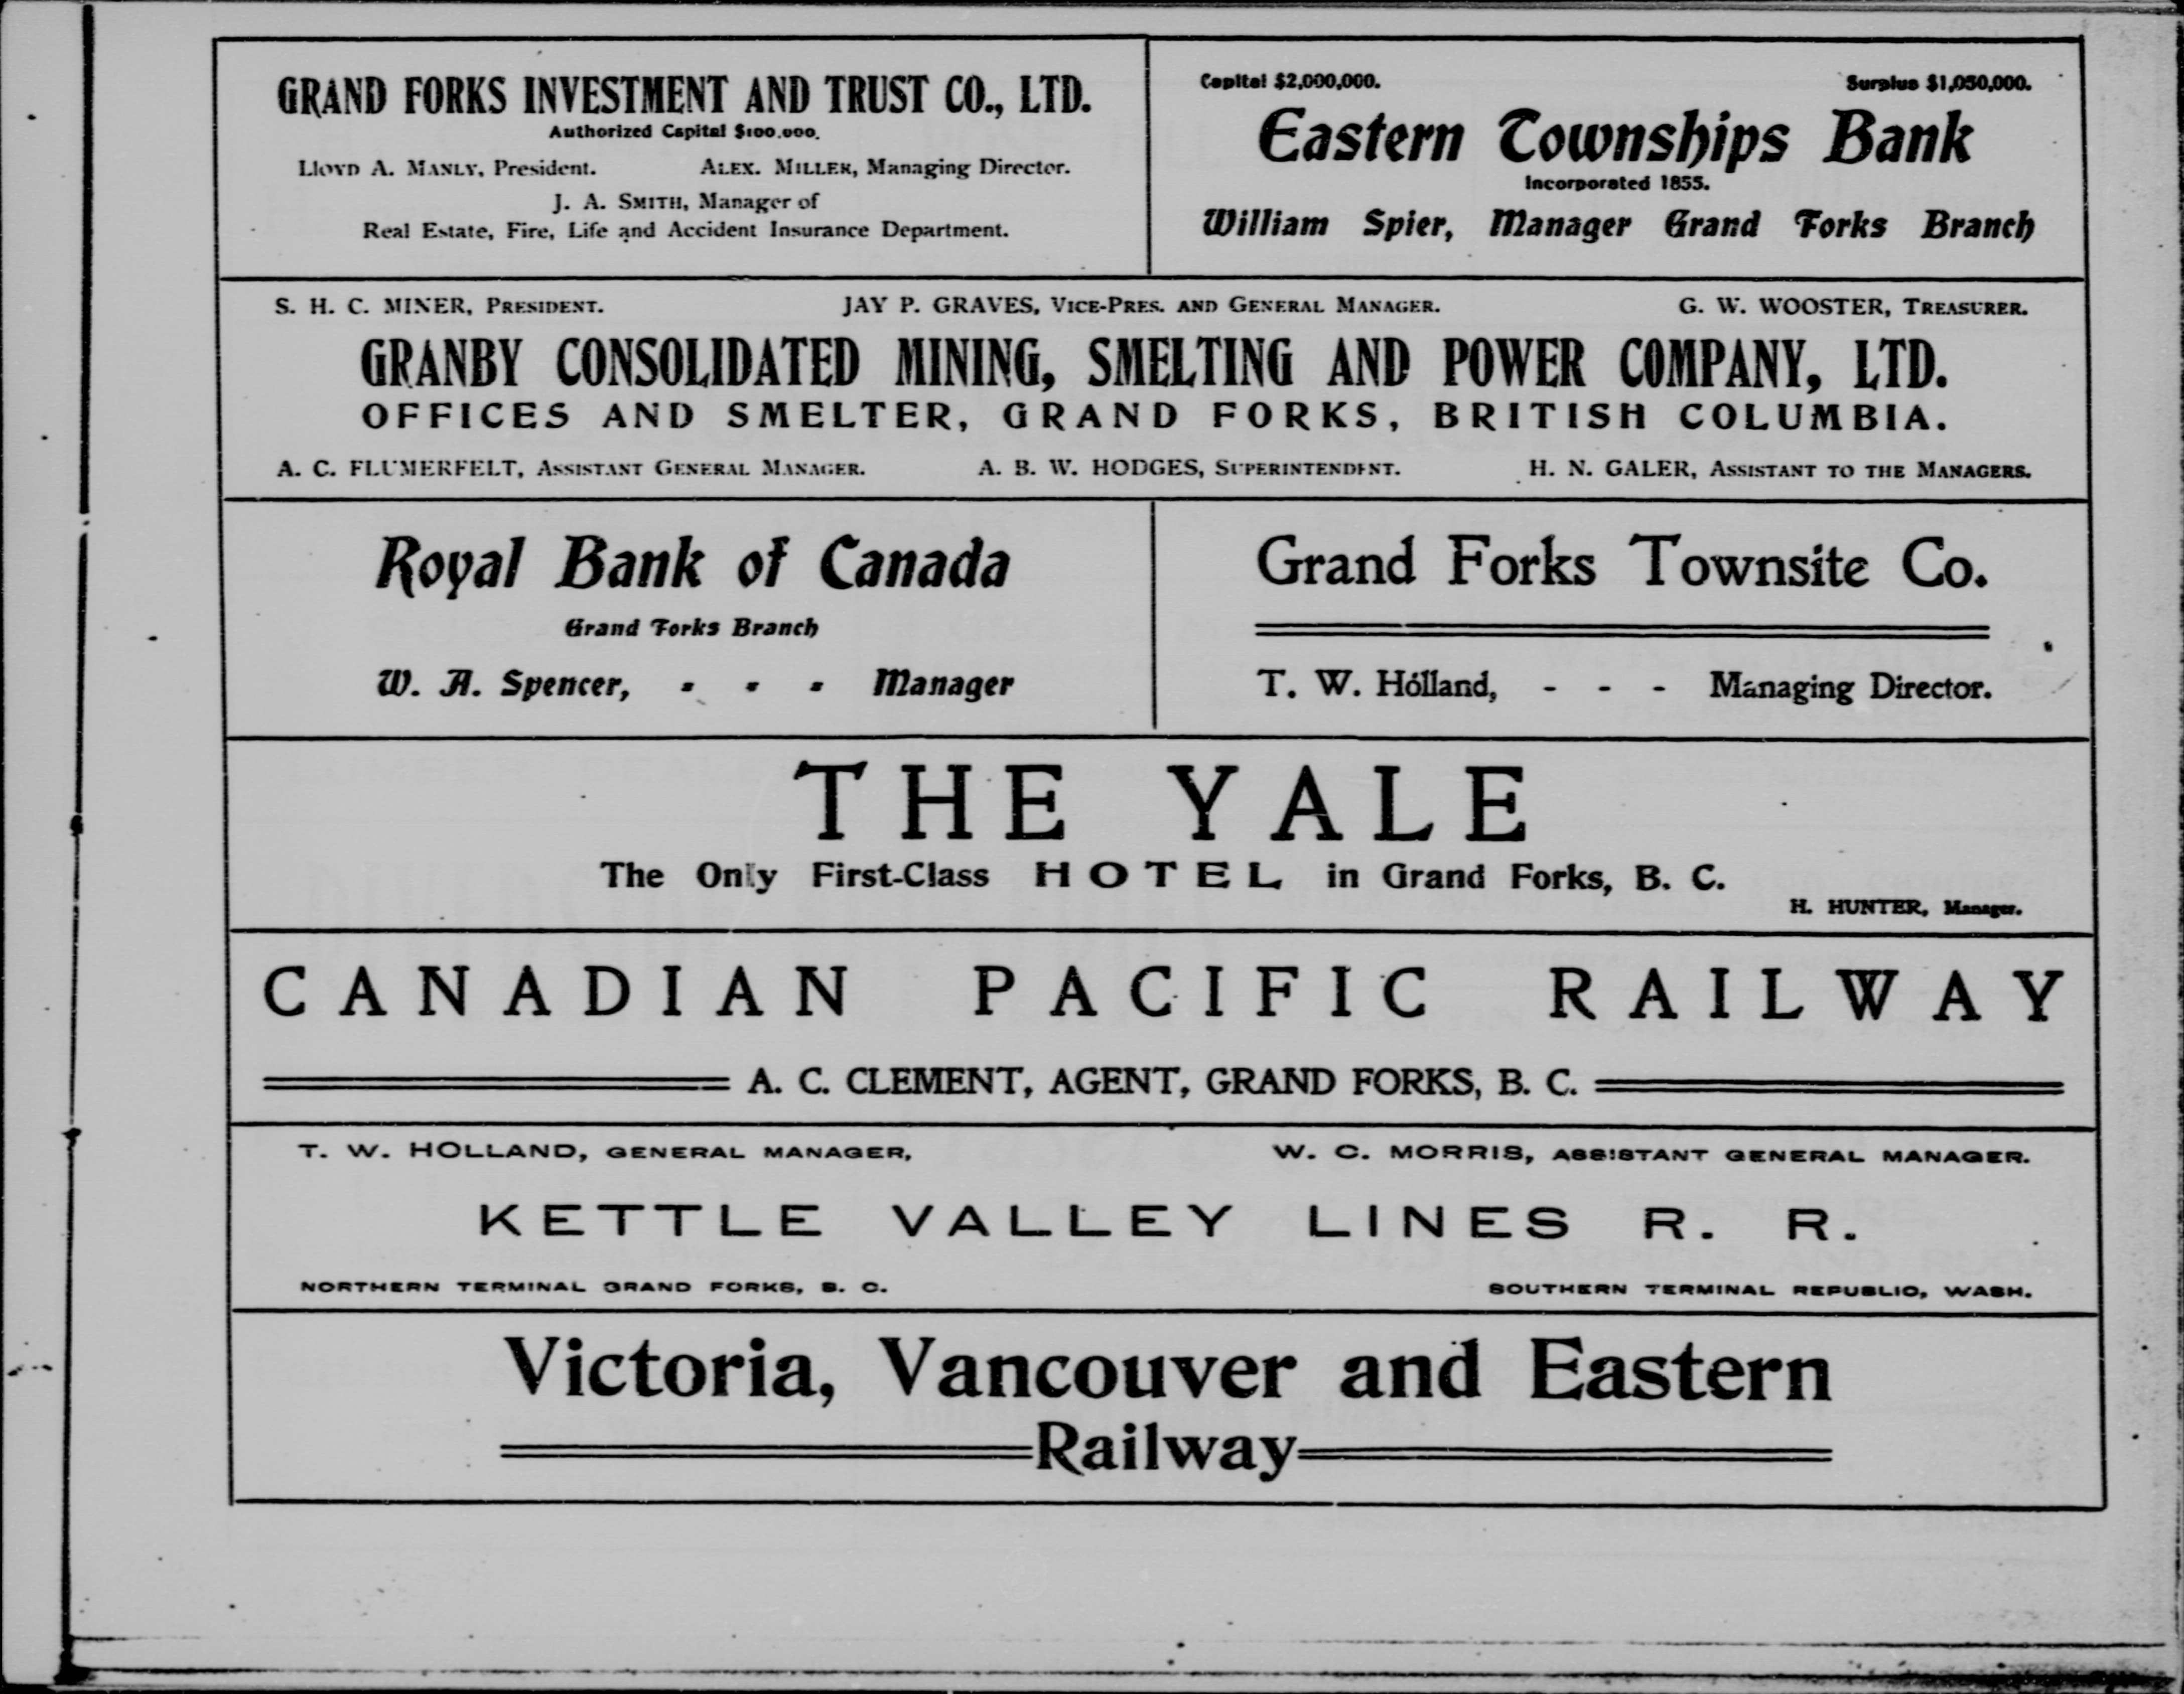 GRAND FORKS INVESTMENT AND TRUST CO., LTD.
Authorized Capital $100.000.
Lloyd A. Manly, President. Alex. Miller, Managing Director.
J. A. Smith, Manager of
Real Estate, Fire, Life and Accident Insurance Department.
Capital $2,000,000. Surplus $1,050,000.
Eastern Townships Bank
Incorporated 1855.
William Spier, Manager Grand Forks Branch
S. H. C. MINER, President. JAY P. GRAVES, Vice-Pres. and General Manager. G. W. WOOSTER, Treasurer.
GRANBY CONSOLIDATED MINING, SMELTING AND POWER COMPANY, LTD.
OFFICES AND SMELTER, GRAND FORKS, BRITISH COLUMBIA.
A. C. FLUMERFELT, Assistant General Manager. A. B. W. HODGES, Superintendent. H. N. GALER, Assistant to the Managers.
Royal Bank of Canada
Grand Forks Branch
W. A. Spencer, - - - Manager
Grand Forks Townsite Co.
T. W. Holland, - - - Managing Director.
THE YALE
The Only First-Class HOTEL in Grand Forks, B. C.
H. HUNTER, Manager.
CANADIAN PACIFIC RAILWAY
A. C. CLEMENT, AGENT, GRAND FORKS, B. C.
T. W. HOLLAND, GENERAL MANAGER, W. C. MORRIS, ASSISTANT GENERAL MANAGER.
KETTLE VALLEY LINES R. R.
NORTHERN TERMINAL GRAND FORKS, B. C. SOUTHERN TERMINAL REPUBLIC, WASH.
Victoria, Vancouver and Eastern
Railway